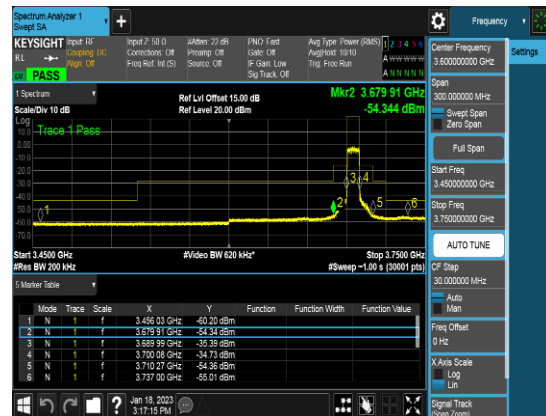 Spectrum Analyzer 1
Swept SA
+
Frequency
KEYSIGHT
RL
PASS
Input: RF
Coupling: DC
Align: Off
Input Z: 50 Ω
Corrections: Off
Freq Ref: Int (S)
#Atten: 22 dB
Preamp: Off
Source: Off
PNO: Fast
Gate: Off
IF Gain: Low
Sig Track: Off
Avg Type: Power (RMS)
Avg|Hold: 10/10
Trig: Free Run
1 2 3 4 5 6
A W W W W W
A N N N N N
1 Spectrum
Scale/Div 10 dB
Ref Lvl Offset 15.00 dB
Ref Level 20.00 dBm
Mkr2 3.679 91 GHz
-54.344 dBm
Log
Trace 1 Pass
10.0
0.00
-10.0
-20.0
-30.0
-40.0
-50.0
-60.0
-70.0
1
2
3
4
5
6
Start 3.4500 GHz
#Res BW 200 kHz
#Video BW 620 kHz*
Stop 3.7500 GHz
#Sweep ~1.00 s (30001 pts)
5 Marker Table
Mode Trace Scale X Y Function Function Width Function Value
1 N 1 f 3.456 03 GHz -60.20 dBm
2 N 1 f 3.679 91 GHz -54.34 dBm
3 N 1 f 3.689 99 GHz -35.39 dBm
4 N 1 f 3.700 08 GHz -34.73 dBm
5 N 1 f 3.710 27 GHz -54.36 dBm
6 N 1 f 3.737 00 GHz -55.01 dBm
Jan 18, 2023
3:17:15 PM
Center Frequency
3.600000000 GHz
Settings
Span
300.000000 MHz
Swept Span
Zero Span
Full Span
Start Freq
3.450000000 GHz
Stop Freq
3.750000000 GHz
AUTO TUNE
CF Step
30.000000 MHz
Auto
Man
Freq Offset
0 Hz
X Axis Scale
Log
Lin
Signal Track
(Span Zoom)